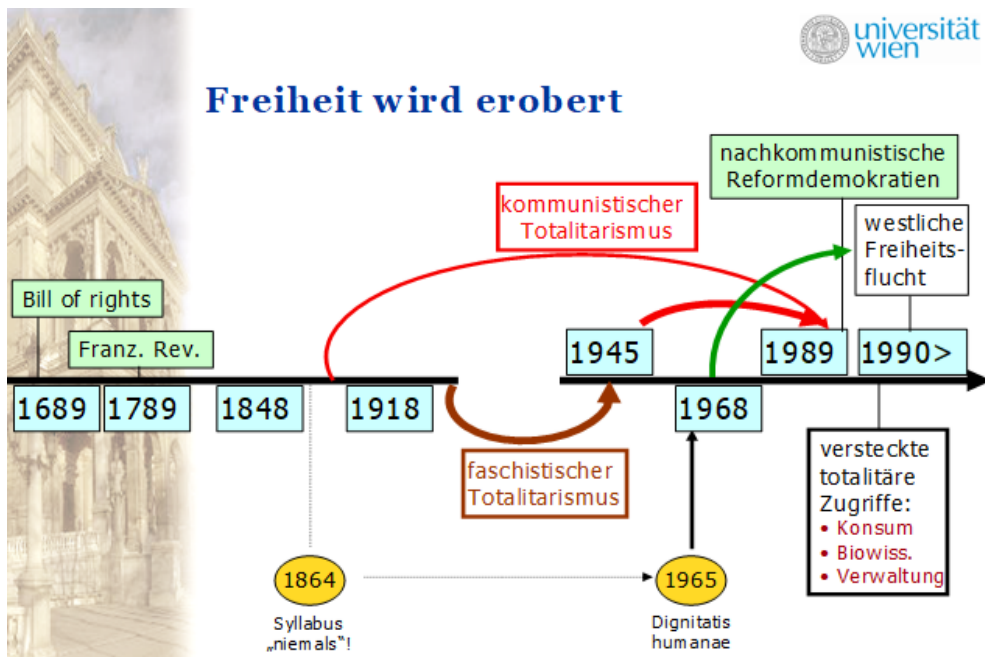 universität
wien
Freiheit wird erobert
nachkommunistische
Reformdemokratien
kommunistischer
Totalitarismus
westliche
Freiheits-
flucht
Bill of rights
Franz. Rev.
1945
1989
1990>
1689
1789
1848
1918
1968
faschistischer
Totalitarismus
versteckte
totalitäre
Zugriffe:
• Konsum
• Biowiss.
• Verwaltung
1864
1965
Syllabus
„niemals“!
Dignitatis
humanae